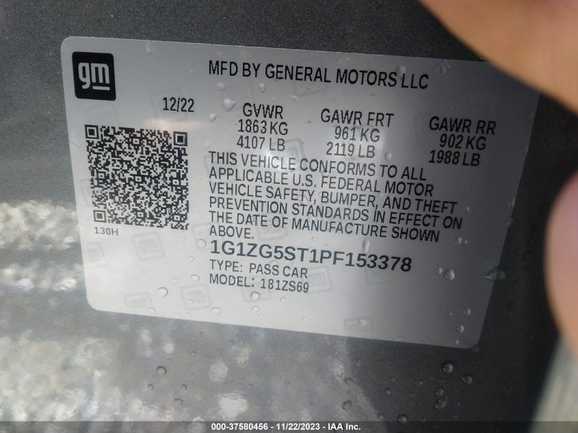 gm
MFD BY GENERAL MOTORS LLC
12/22
GVWR
1863 KG
4107 LB
GAWR FRT
961 KG
2119 LB
GAWR RR
902 KG
1988 LB
THIS VEHICLE CONFORMS TO ALL
APPLICABLE U.S. FEDERAL MOTOR
VEHICLE SAFETY, BUMPER, AND THEFT
PREVENTION STANDARDS IN EFFECT ON
THE DATE OF MANUFACTURE SHOWN
ABOVE.
130H
1G1ZG5ST1PF153378
TYPE: PASS CAR
MODEL: 181ZS69
000-37580456 - 11/22/2023 - IAA Inc.